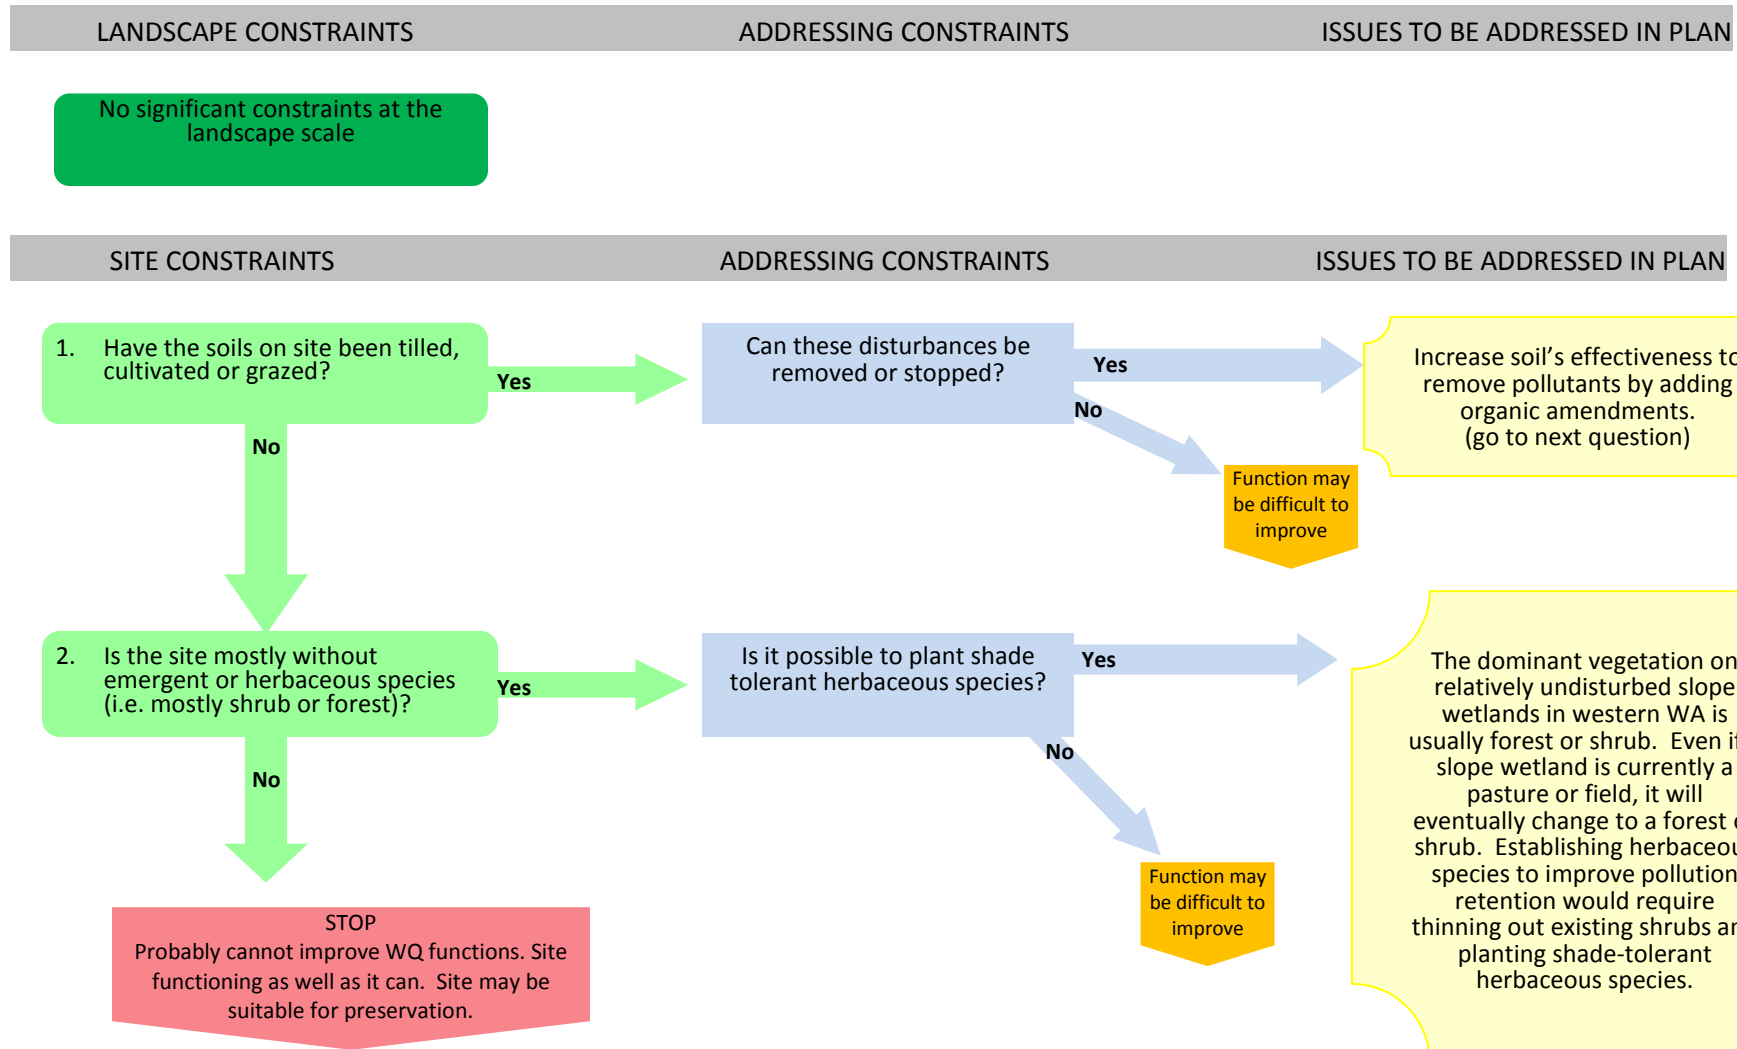 LANDSCAPE CONSTRAINTS
ADDRESSING CONSTRAINTS
ISSUES TO BE ADDRESSED IN PLAN
No significant constraints at the
landscape scale
SITE CONSTRAINTS
ADDRESSING CONSTRAINTS
ISSUES TO BE ADDRESSED IN PLAN
1. Have the soils on site been tilled,
cultivated or grazed?
Yes
No
Can these disturbances be
removed or stopped?
Yes
No
Function may
be difficult to
improve
Increase soil's effectiveness to
remove pollutants by adding
organic amendments.
(go to next question)
2. Is the site mostly without
emergent or herbaceous species
(i.e. mostly shrub or forest)?
Yes
No
Is it possible to plant shade
tolerant herbaceous species?
Yes
No
Function may
be difficult to
improve
The dominant vegetation on
relatively undisturbed slope
wetlands in western WA is
usually forest or shrub. Even if
slope wetland is currently a
pasture or field, it will
eventually change to a forest
shrub. Establishing
species to improve pollution
retention would require
thinning out existing shrubs
planting shade-tolerant
herbaceous species.
STOP
Probably cannot improve WQ functions. Site
functioning as well as it can. Site may be
suitable for preservation.